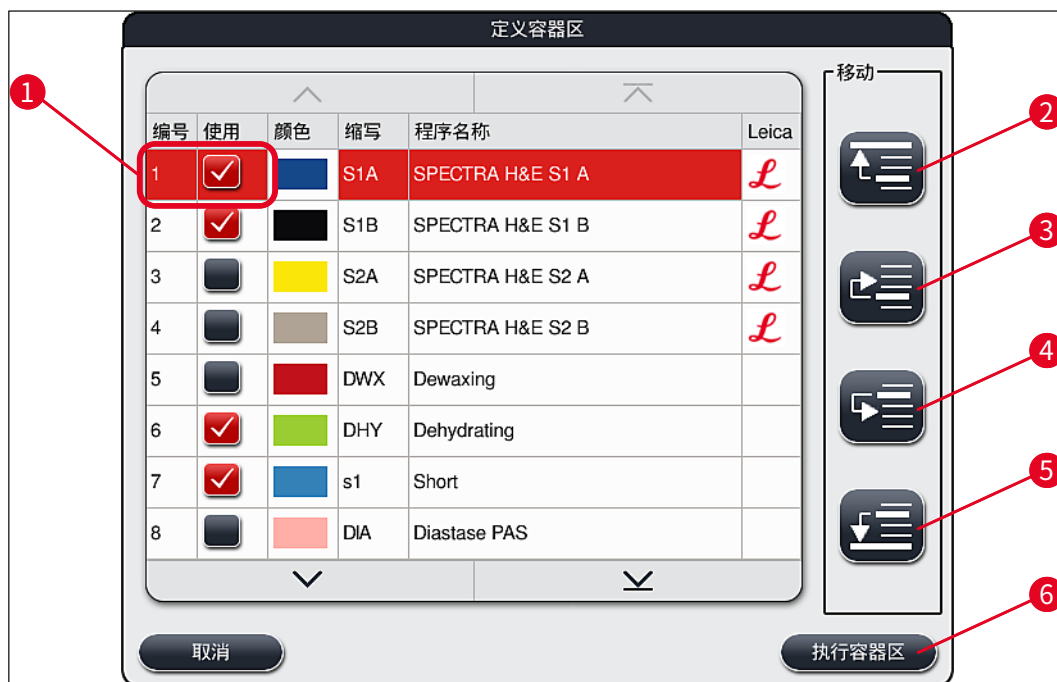 定义容器区
移动
编号 使用 颜色 缩写 程序名称 Leica
1 S1A SPECTRA H&E S1 A L
2 S1B SPECTRA H&E S1 B L
3 S2A SPECTRA H&E S2 A L
4 S2B SPECTRA H&E S2 B L
5 DWX Dewaxing
6 DHY Dehydrating
7 s1 Short
8 DIA Diastase PAS
取消
执行容器区
1
2
3
4
5
6